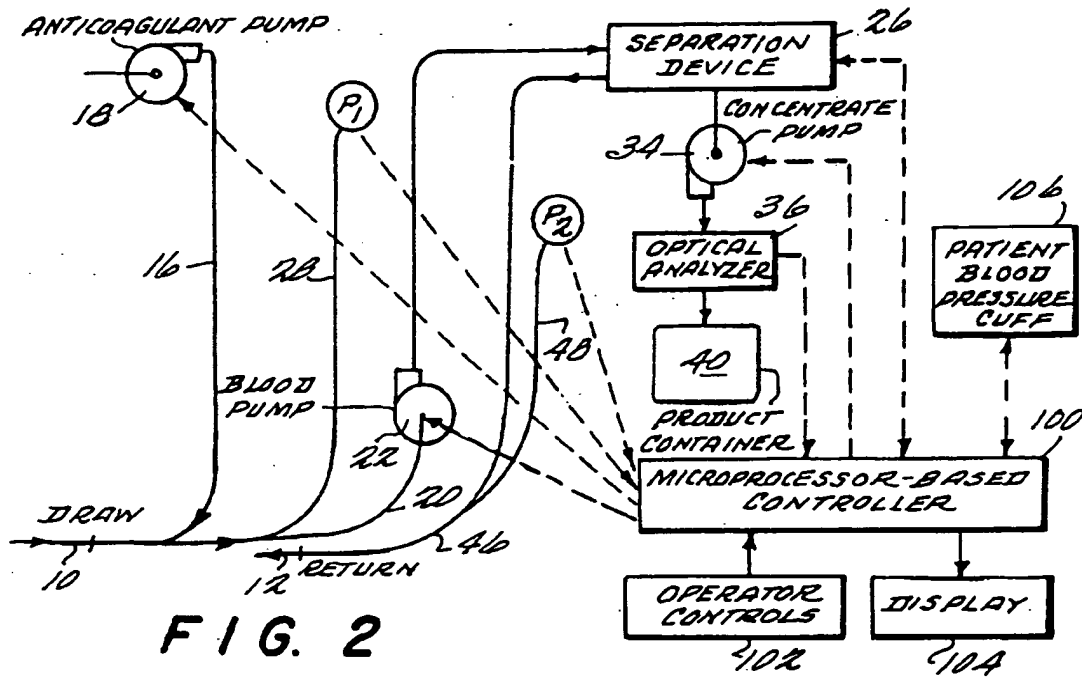 ANTICOAGULANT PUMP
18
P1
SEPARATION
DEVICE
26
CONCENTRATE
PUMP
34
36
P2
OPTICAL
ANALYZER
106
PATIENT
BLOOD
PRESSURE
CUFF
16
28
48
40
BLOOD
PUMP
22
PRODUCT
CONTAINER
100
MICROPROCESSOR-BASED
CONTROLLER
20
DRAW
10
12
RETURN
46
OPERATOR
CONTROLS
102
DISPLAY
104
FIG. 2